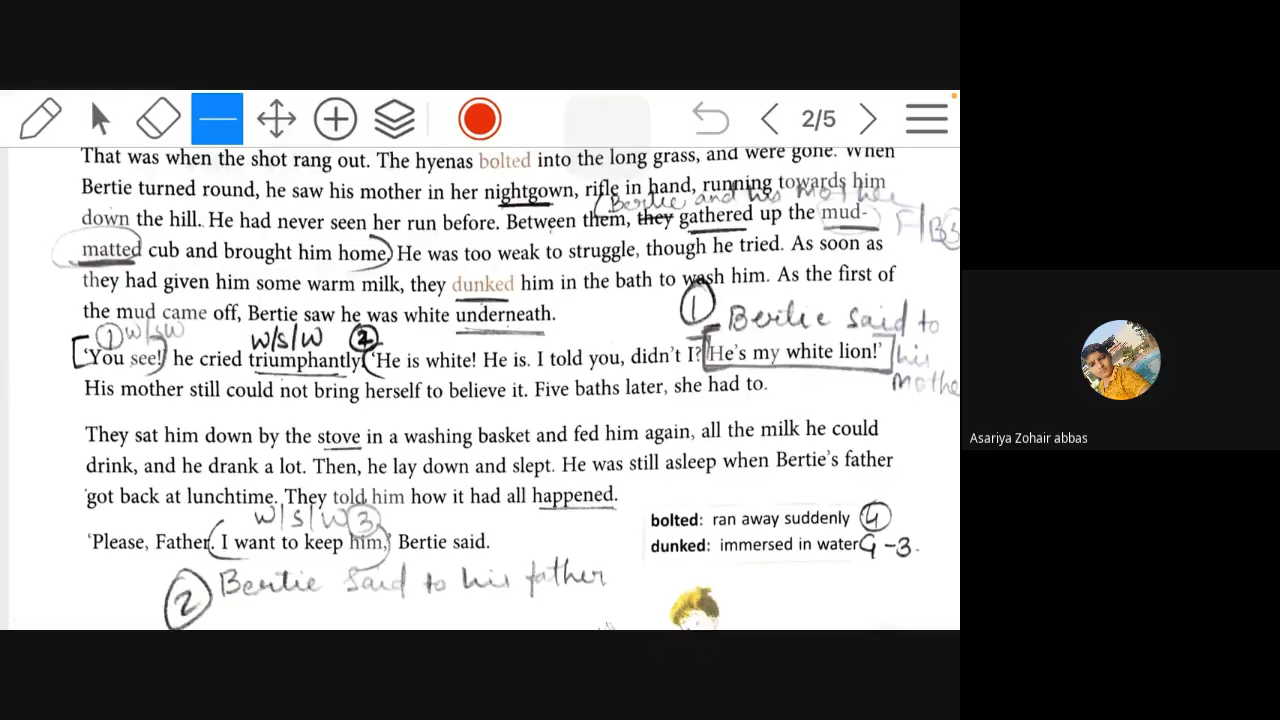 2/5
That was when the shot rang out. The hyenas bolted into the long grass, and were gone. When
Bertie turned round, he saw his mother in her nightgown, rifle in hand, running towards him
(Bertie and his Mother
down the hill. He had never seen her run before. Between them, they gathered up the mud-
F/B
matted cub and brought him home) He was too weak to struggle, though he tried. As soon as
they had given him some warm milk, they dunked him in the bath to wash him. As the first of
the mud came off, Bertie saw he was white underneath.
① Bertie Said to his Mothe
① W/S/W W/S/W ②
'You see!' he cried triumphantly. 'He is white! He is. I told you, didn't I? He's my white lion!'
His mother still could not bring herself to believe it. Five baths later, she had to.
They sat him down by the stove in a washing basket and fed him again, all the milk he could
drink, and he drank a lot. Then, he lay down and slept. He was still asleep when Bertie's father
got back at lunchtime. They told him how it had all happened.
W/S/W ③
bolted: ran away suddenly ④
'Please, Father. I want to keep him,' Bertie said.
dunked: immersed in water G-3.
② Bertie Said to his father
Asariya Zohair abbas